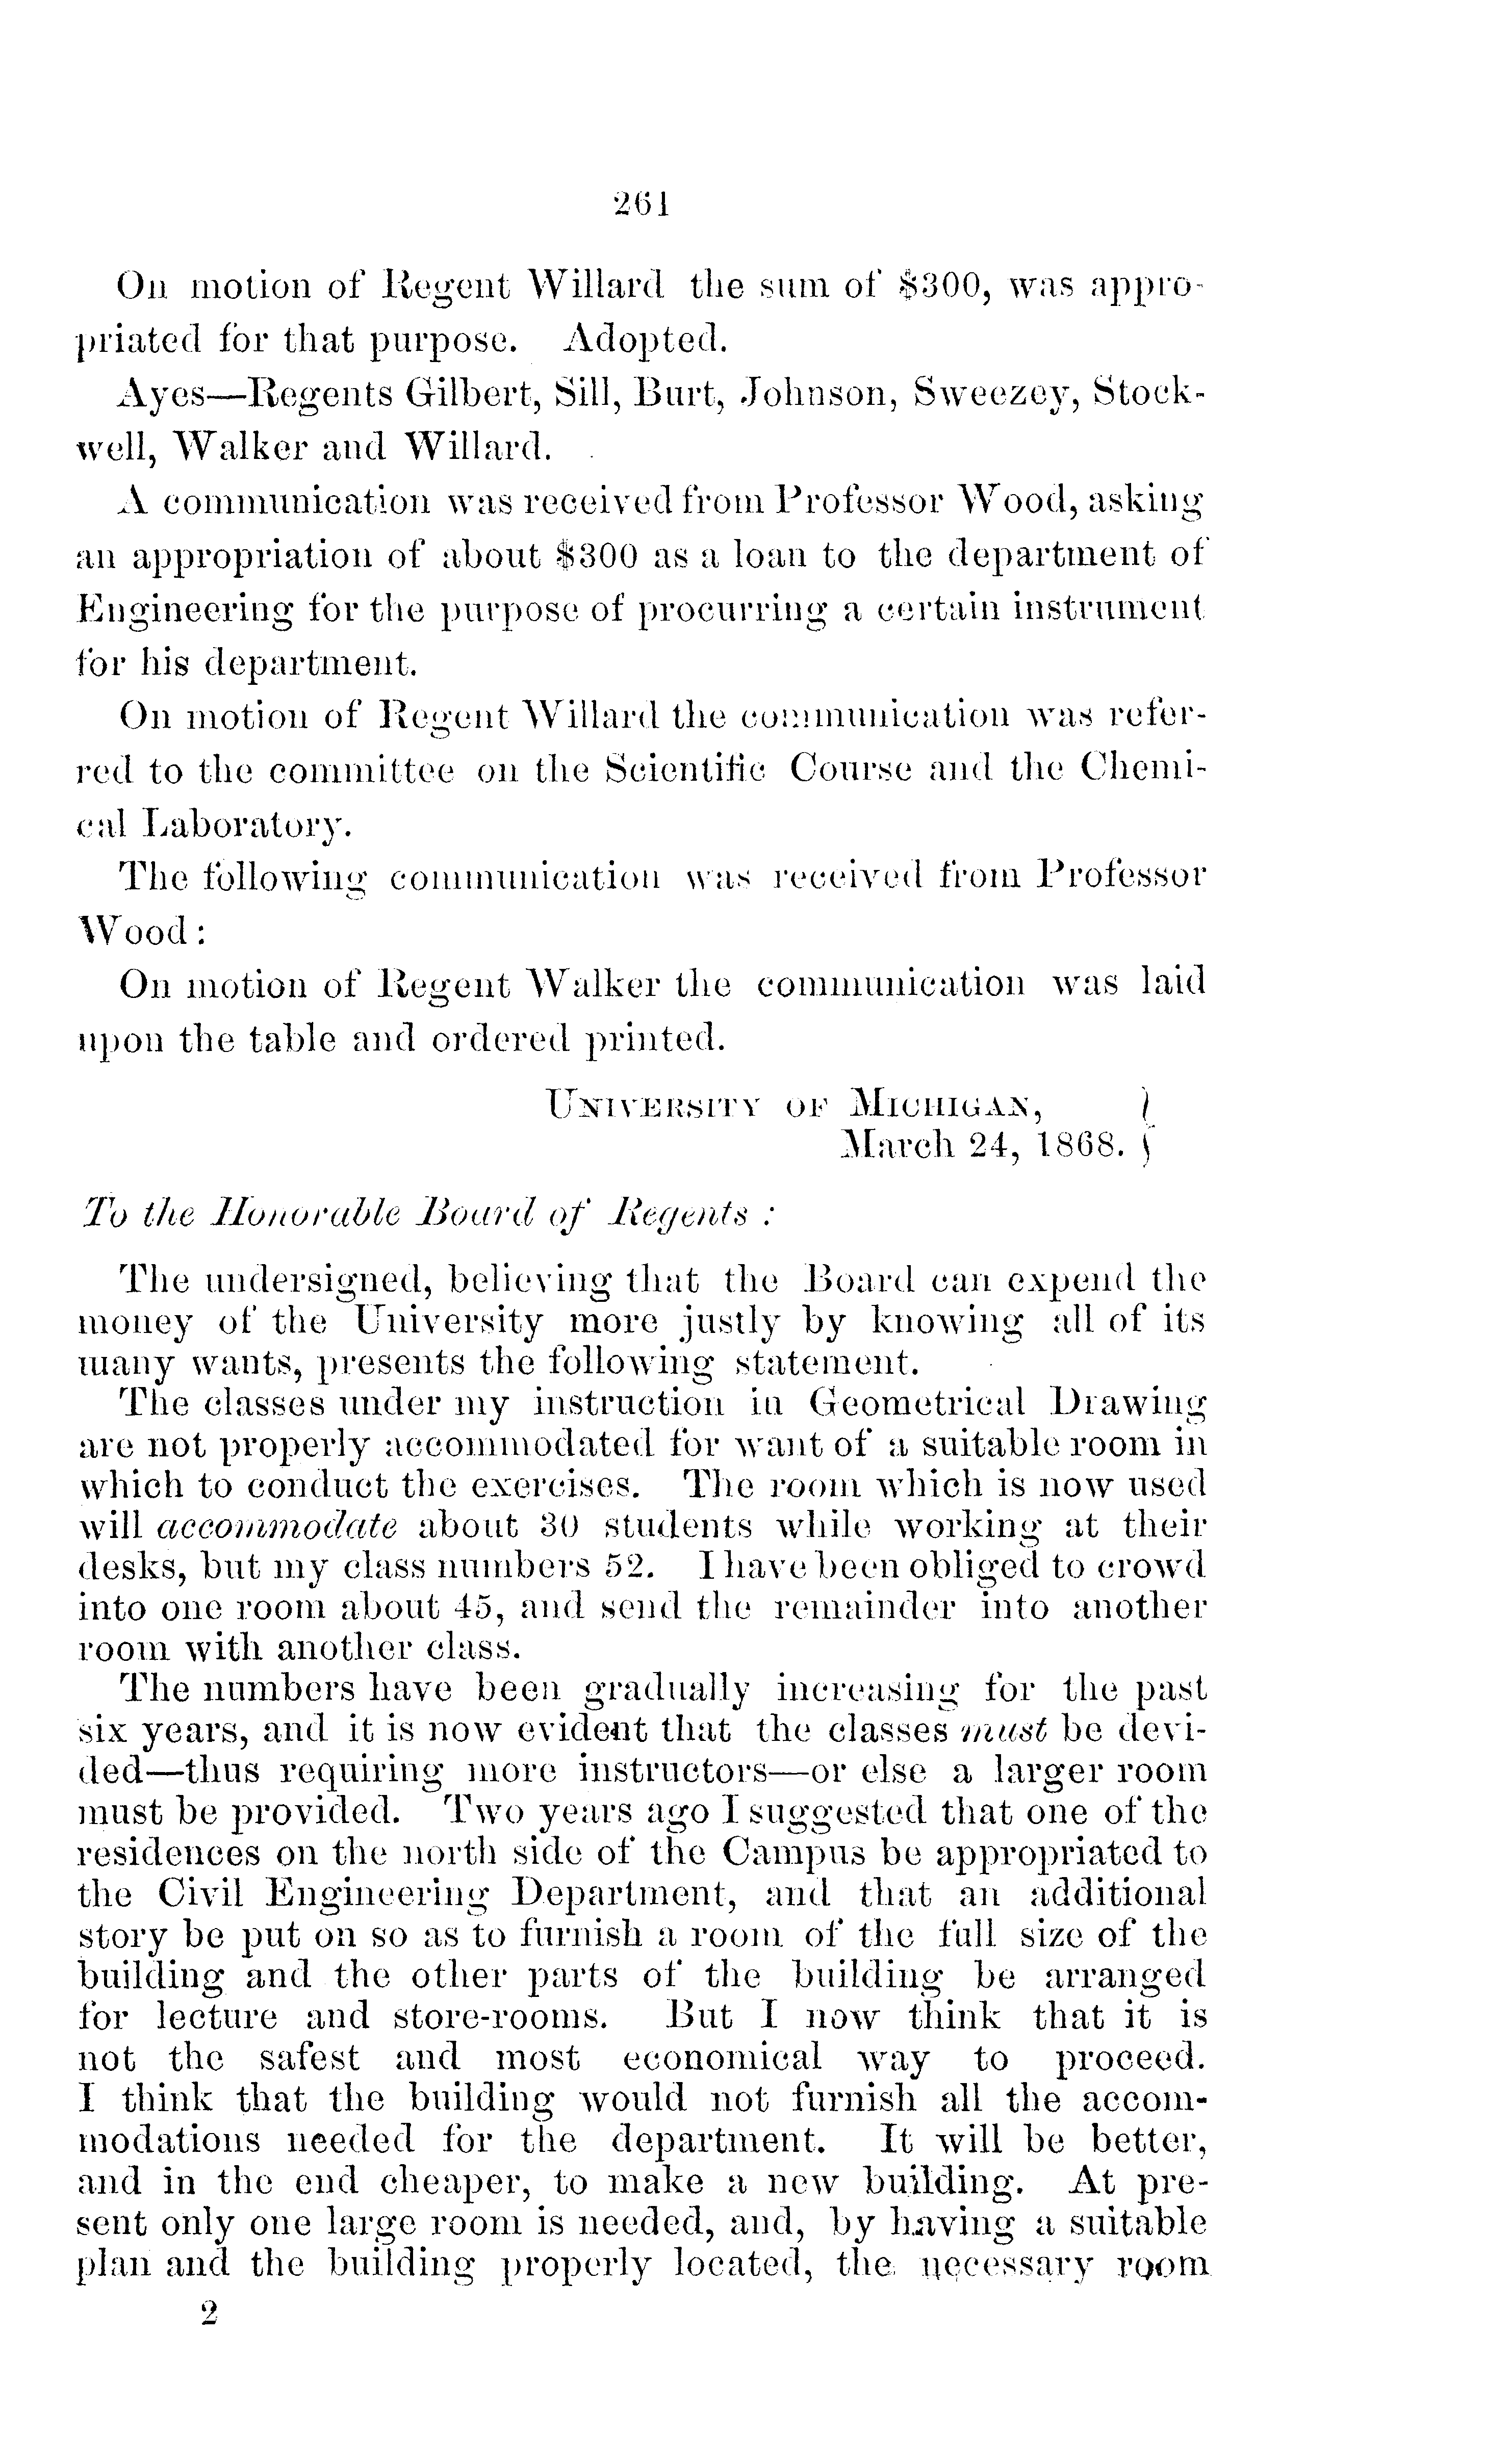 261
On motion of Regent Willard the sum of $300, was appro-
priated for that purpose. Adopted.
Ayes—Regents Gilbert, Sill, Burt, Johnson, Sweezey, Stock-
well, Walker and Willard.
A communication was received from Professor Wood, asking
an appropriation of about $300 as a loan to the department of
Engineering for the purpose of procurring a certain instrument
for his department.
On motion of Regent Willard the communication was refer-
red to the committee on the Scientific Course and the Chemi-
cal Laboratory.
The following communication was received from Professor
Wood:
On motion of Regent Walker the communication was laid
upon the table and ordered printed.
UNIVERSITY OF MICHIGAN, }
March 24, 1868. }
To the Honorable Board of Regents :
The undersigned, believing that the Board can expend the
money of the University more justly by knowing all of its
many wants, presents the following statement.
The classes under my instruction in Geometrical Drawing
are not properly accommodated for want of a suitable room in
which to conduct the exercises. The room which is now used
will accommodate about 30 students while working at their
desks, but my class numbers 52. I have been obliged to crowd
into one room about 45, and send the remainder into another
room with another class.
The numbers have been gradually increasing for the past
six years, and it is now evident that the classes must be devi-
ded—thus requiring more instructors—or else a larger room
must be provided. Two years ago I suggested that one of the
residences on the north side of the Campus be appropriated to
the Civil Engineering Department, and that an additional
story be put on so as to furnish a room of the full size of the
building and the other parts of the building be arranged
for lecture and store-rooms. But I now think that it is
not the safest and most economical way to proceed.
I think that the building would not furnish all the accom-
modations needed for the department. It will be better,
and in the end cheaper, to make a new building. At pre-
sent only one large room is needed, and, by having a suitable
plan and the building properly located, the necessary room
2